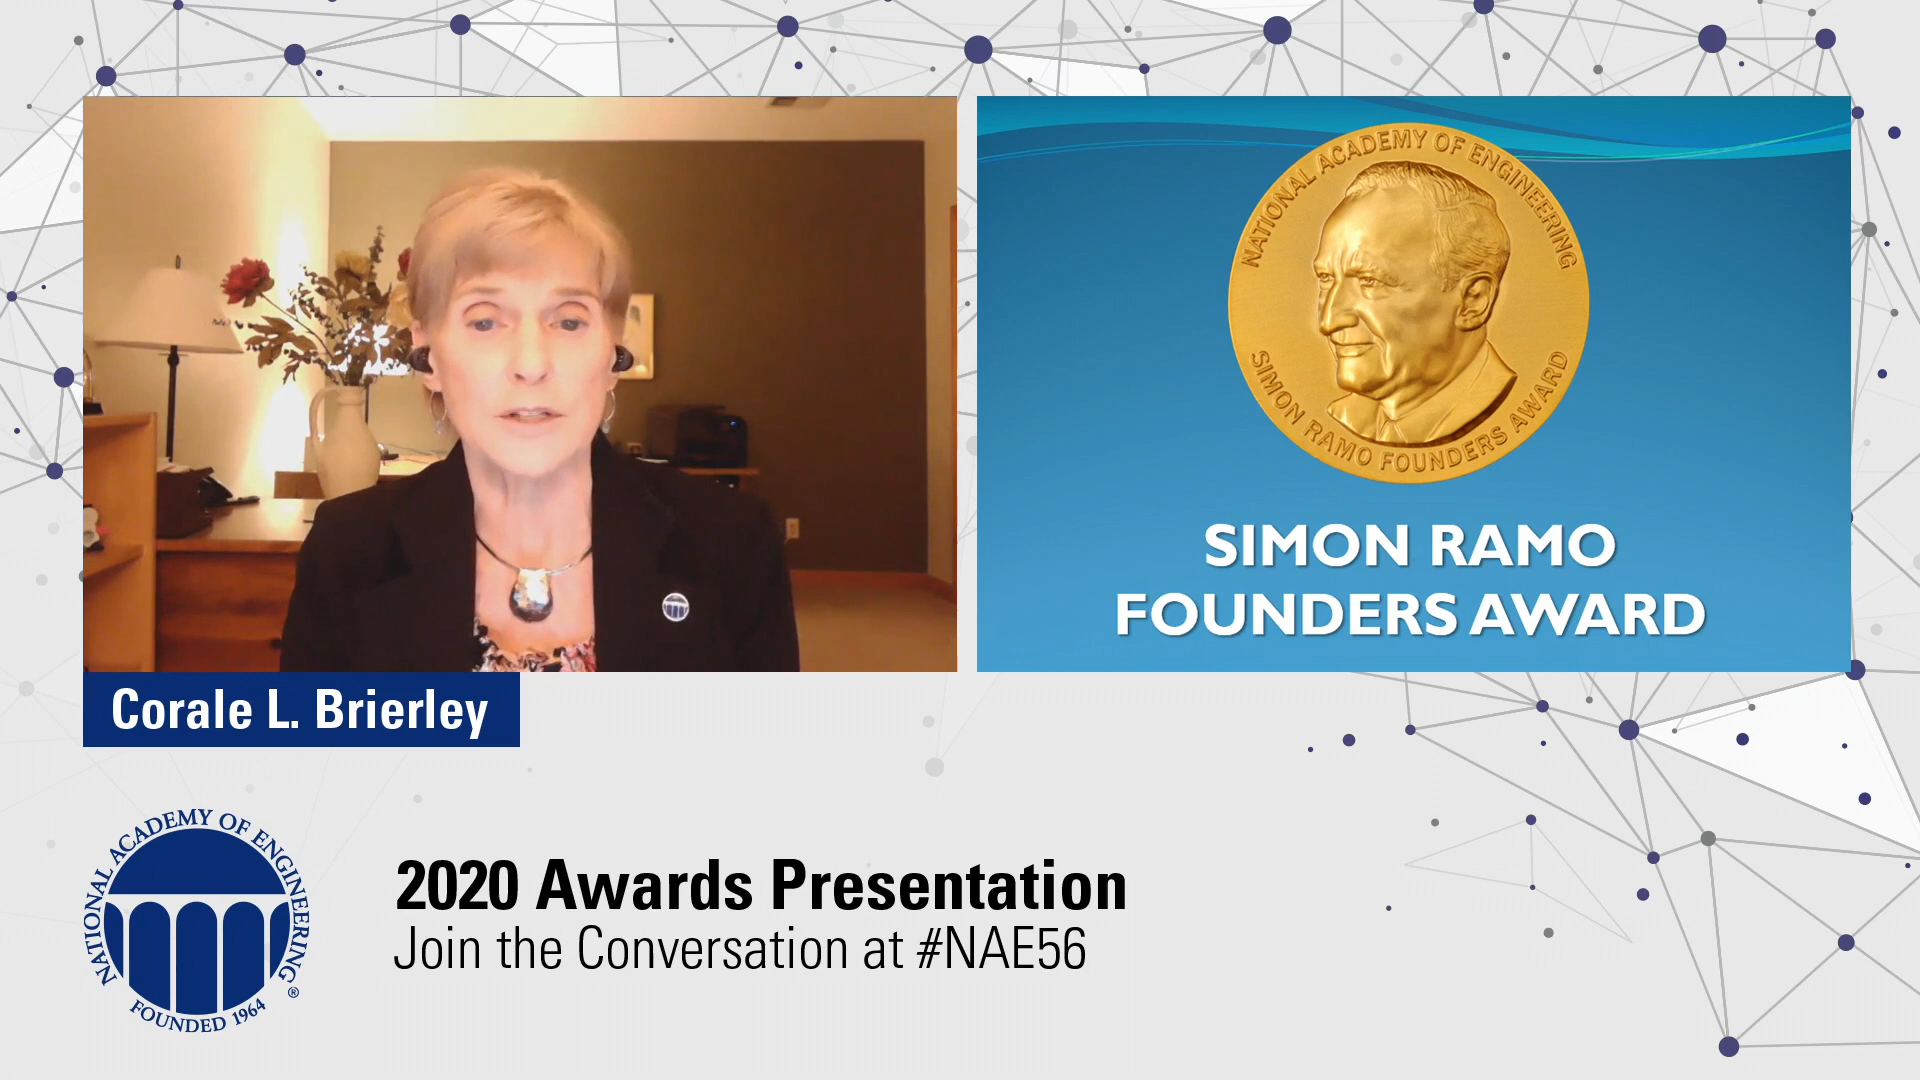 NATIONAL ACADEMY OF ENGINEERING
SIMON RAMO FOUNDERS AWARD
SIMON RAMO
FOUNDERS AWARD
Corale L. Brierley
NATIONAL ACADEMY OF ENGINEERING®
FOUNDED 1964
2020 Awards Presentation
Join the Conversation at #NAE56